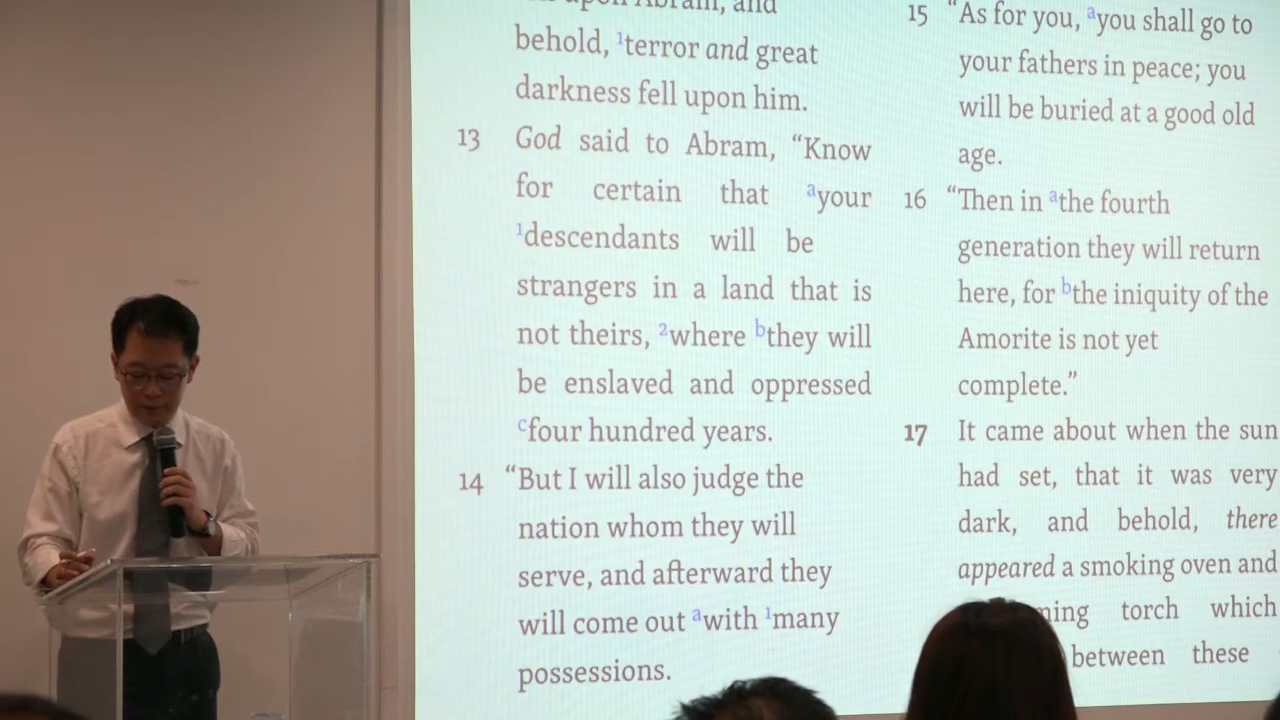 upon Abram, and
behold, ¹terror and great
darkness fell upon him.
13 God said to Abram, “Know
for certain that ᵃyour
¹descendants will be
strangers in a land that is
not theirs, ²where ᵇthey will
be enslaved and oppressed
ᶜfour hundred years.
14 “But I will also judge the
nation whom they will
serve, and afterward they
will come out ᵃwith ¹many
possessions.
15 “As for you, ᵃyou shall go to
your fathers in peace; you
will be buried at a good old
age.
16 “Then in ᵃthe fourth
generation they will return
here, for ᵇthe iniquity of the
Amorite is not yet
complete.”
17 It came about when the sun
had set, that it was very
dark, and behold, there
appeared a smoking oven and
torch which
between these